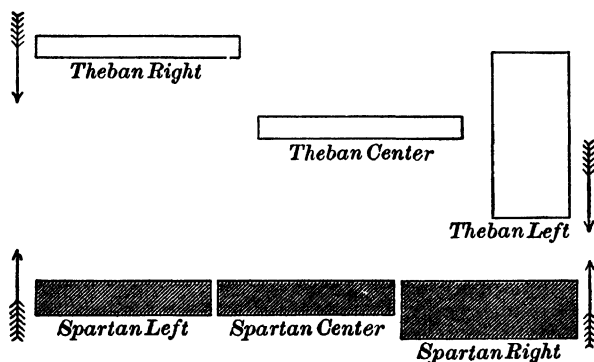 Theban Right
Theban Center
Theban Left
Spartan Left
Spartan Center
Spartan Right